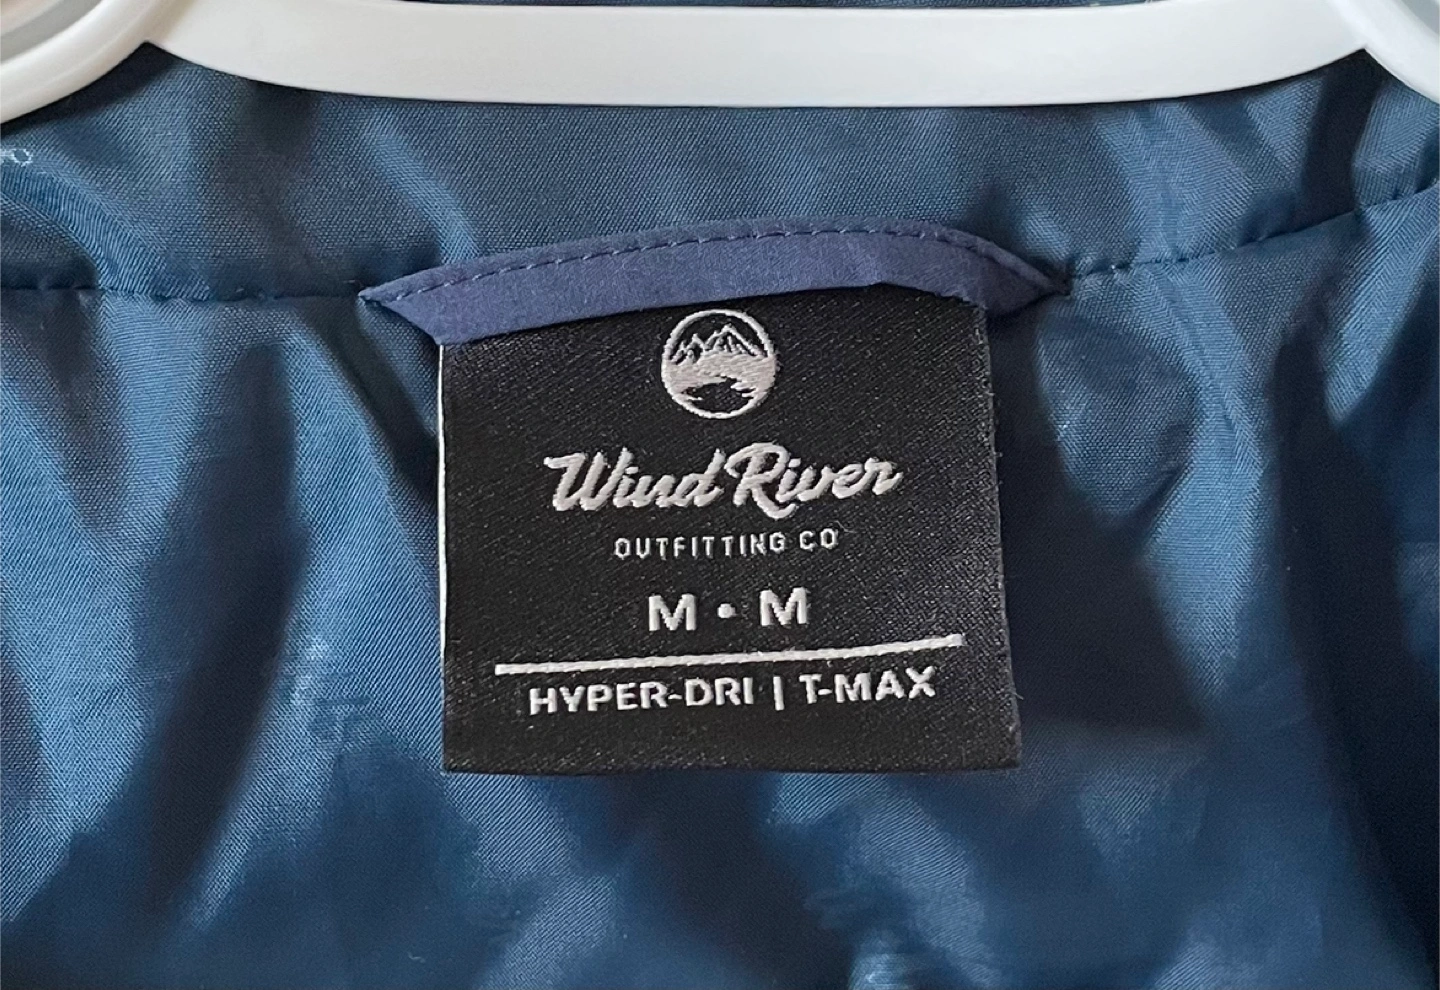 Wind River
OUTFITTING CO
M • M
HYPER-DRI | T-MAX